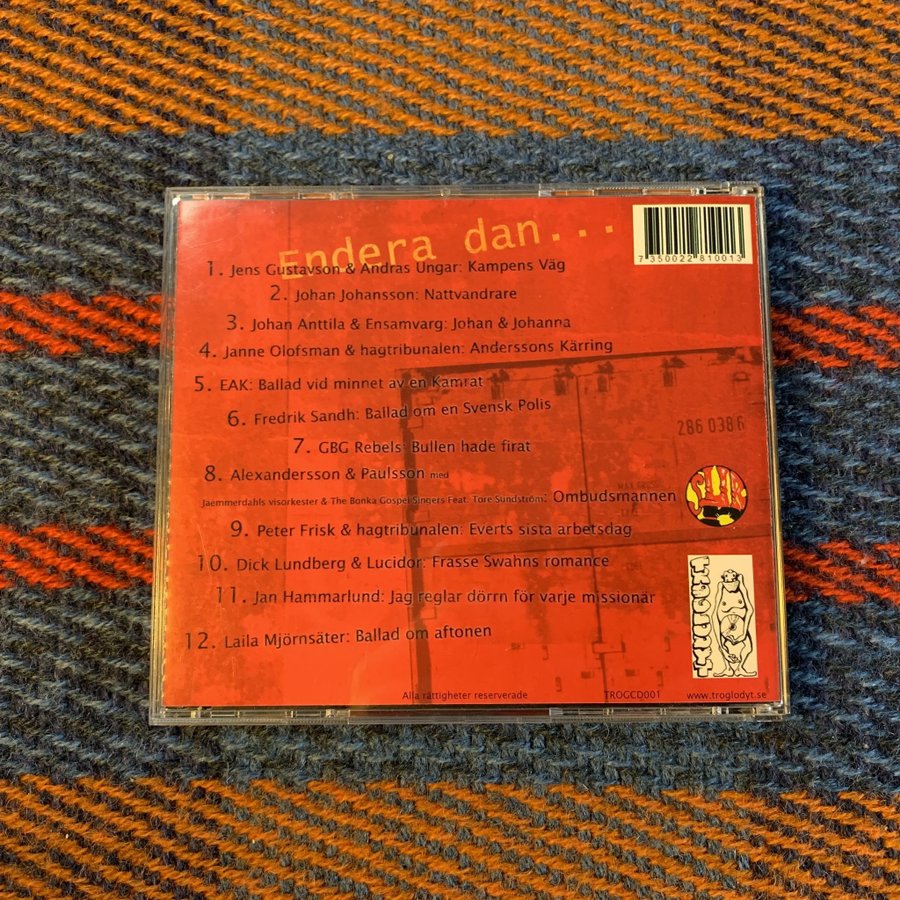 Endera dan...
7 350022 810013
1. Jens Gustavson & Andras Ungar: Kampens Väg
2. Johan Johansson: Nattvandrare
3. Johan Anttila & Ensamvarg: Johan & Johanna
4. Janne Olofsman & hagtribunalen: Anderssons Kärring
5. EAK: Ballad vid minnet av en Kamrat
6. Fredrik Sandh: Ballad om en Svensk Polis
286 038 6
7. GBG Rebels: Bullen hade firat
8. Alexandersson & Paulsson med
Jaemmerdahls visorkester & The Bonka Gospel Singers Feat. Tore Sundström: Ombudsmannen
9. Peter Frisk & hagtribunalen: Everts sista arbetsdag
10. Dick Lundberg & Lucidor: Frasse Swahns romance
11. Jan Hammarlund: Jag reglar dörrn för varje missionär
12. Laila Mjörnsäter: Ballad om aftonen
Alla rättigheter reserverade
TROGCD001
www.troglodyt.se